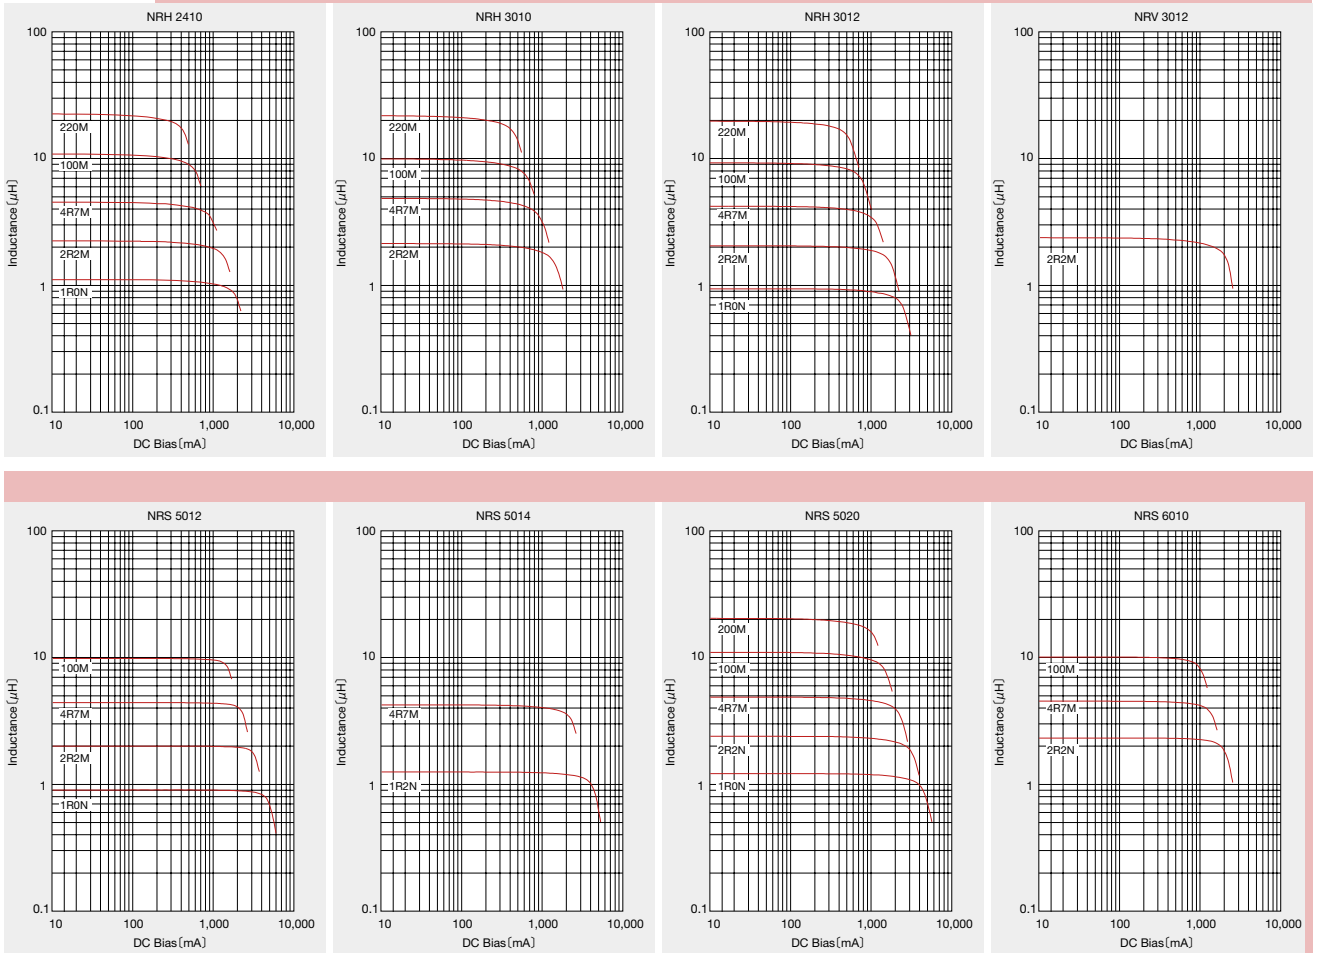 NRH 2410
100
10
1
0.1
Inductance〔μH〕
220M
100M
4R7M
2R2M
1R0N
10 100 1,000 10,000
DC Bias〔mA〕
NRH 3010
100
10
1
0.1
Inductance〔μH〕
220M
100M
4R7M
2R2M
10 100 1,000 10,000
DC Bias〔mA〕
NRH 3012
100
10
1
0.1
Inductance〔μH〕
220M
100M
4R7M
2R2M
1R0N
10 100 1,000 10,000
DC Bias〔mA〕
NRV 3012
100
10
1
0.1
Inductance〔μH〕
2R2M
10 100 1,000 10,000
DC Bias〔mA〕
NRS 5012
100
10
1
0.1
Inductance〔μH〕
100M
4R7M
2R2M
1R0N
10 100 1,000 10,000
DC Bias〔mA〕
NRS 5014
100
10
1
0.1
Inductance〔μH〕
4R7M
1R2N
10 100 1,000 10,000
DC Bias〔mA〕
NRS 5020
100
10
1
0.1
Inductance〔μH〕
200M
100M
4R7M
2R2N
1R0N
10 100 1,000 10,000
DC Bias〔mA〕
NRS 6010
100
10
1
0.1
Inductance〔μH〕
100M
4R7M
2R2N
10 100 1,000 10,000
DC Bias〔mA〕